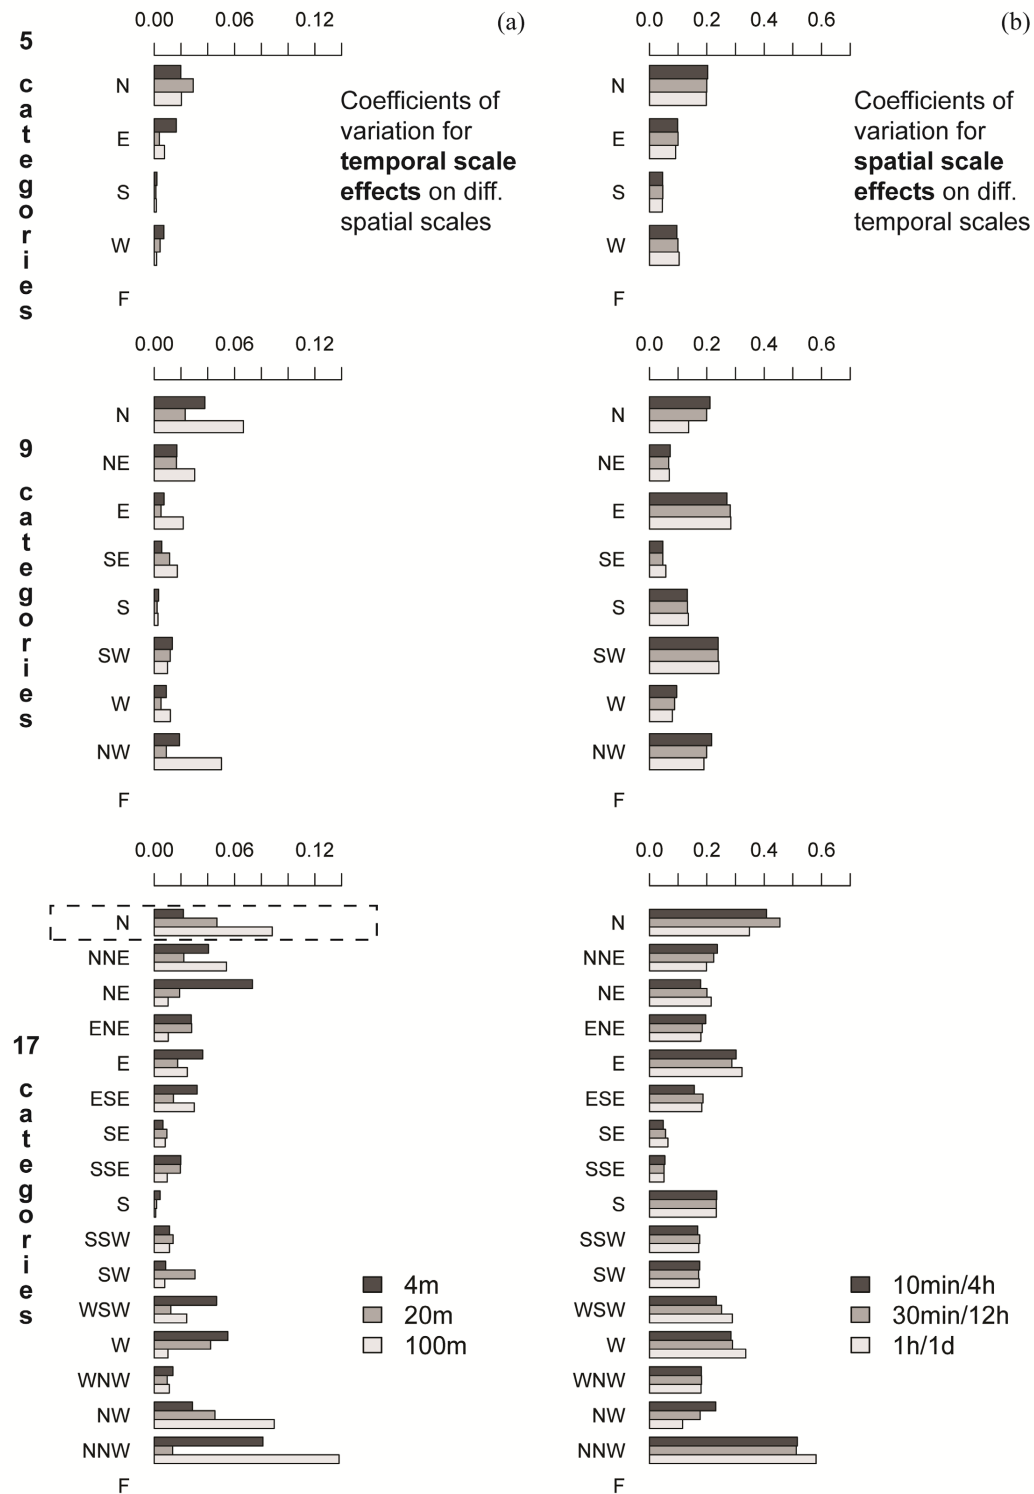 5 categories
0.00 0.06 0.12
(a)
N
E
S
W
F
Coefficients of
variation for
temporal scale
effects on diff.
spatial scales
0.0 0.2 0.4 0.6
(b)
N
E
S
W
F
Coefficients of
variation for
spatial scale
effects on diff.
temporal scales
9 categories
0.00 0.06 0.12
N
NE
E
SE
S
SW
W
NW
F
0.0 0.2 0.4 0.6
N
NE
E
SE
S
SW
W
NW
F
17 categories
0.00 0.06 0.12
N
NNE
NE
ENE
E
ESE
SE
SSE
S
SSW
SW
WSW
W
WNW
NW
NNW
F
4m
20m
100m
0.0 0.2 0.4 0.6
N
NNE
NE
ENE
E
ESE
SE
SSE
S
SSW
SW
WSW
W
WNW
NW
NNW
F
10min/4h
30min/12h
1h/1d